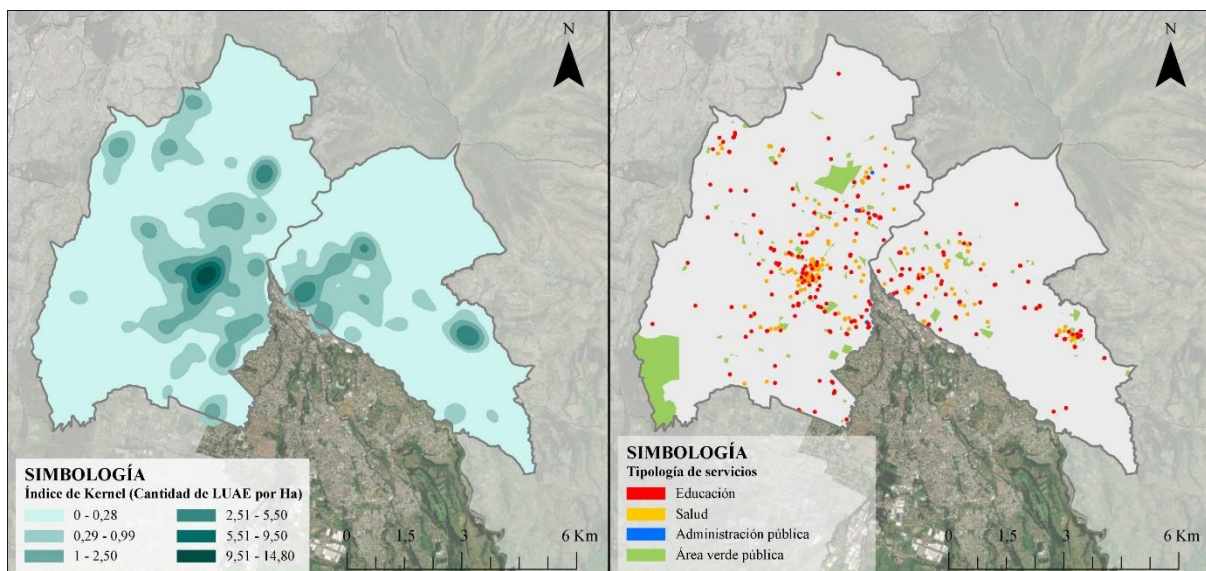 N
SIMBOLOGÍA
Índice de Kernel (Cantidad de LUAE por Ha)
0 - 0,28
2,51 - 5,50
0,29 - 0,99
5,51 - 9,50
1 - 2,50
9,51 - 14,80
0 1,5 3 6 Km
N
SIMBOLOGÍA
Tipología de servicios
Educación
Salud
Administración pública
Área verde pública
0 1,5 3 6 Km